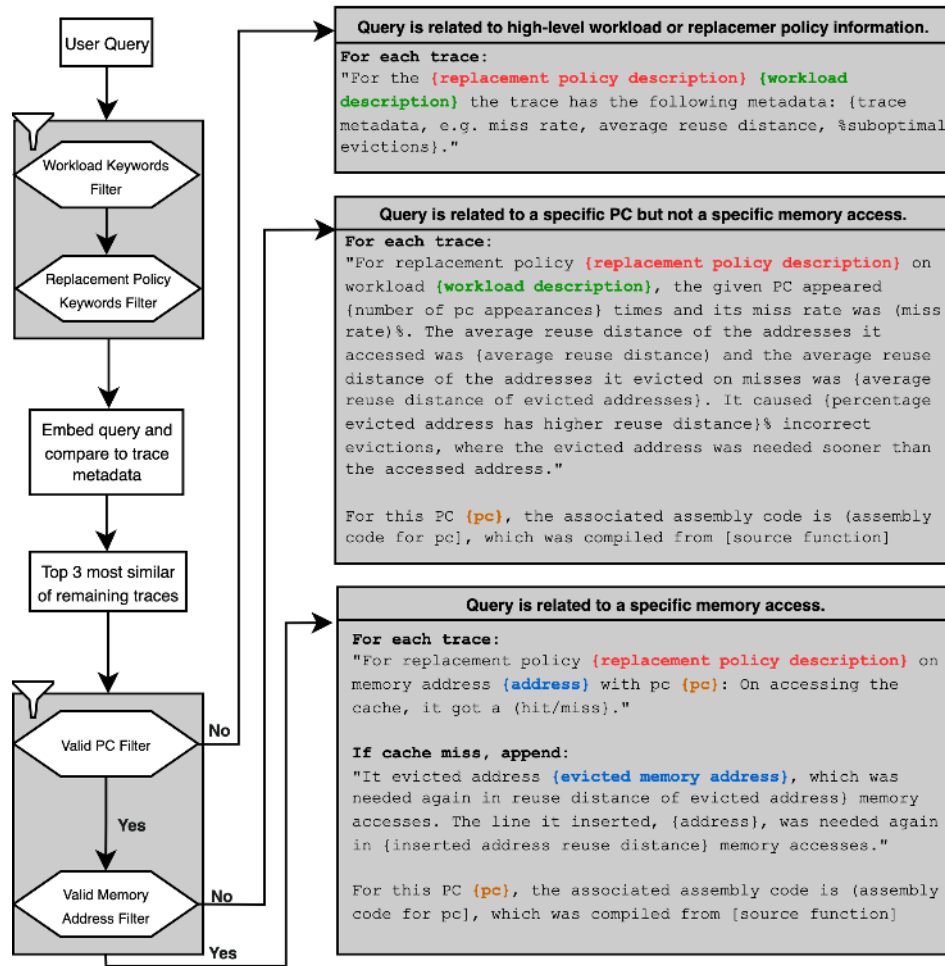 User Query
Workload Keywords
Filter
Replacement Policy
Keywords Filter
Embed query and
compare to trace
metadata
Top 3 most similar
of remaining traces
Valid PC Filter
No
Yes
Valid Memory
Address Filter
No
Yes
Query is related to high-level workload or replacemer policy information.
For each trace:
"For the {replacement policy description} {workload
description} the trace has the following metadata: {trace
metadata, e.g. miss rate, average reuse distance, %suboptimal
evictions}."
Query is related to a specific PC but not a specific memory access.
For each trace:
"For replacement policy {replacement policy description} on
workload {workload description}, the given PC appeared
{number of pc appearances} times and its miss rate was (miss
rate)%. The average reuse distance of the addresses it
accessed was {average reuse distance) and the average reuse
distance of the addresses it evicted on misses was {average
reuse distance of evicted addresses}. It caused {percentage
evicted address has higher reuse distance}% incorrect
evictions, where the evicted address was needed sooner than
the accessed address."
For this PC {pc}, the associated assembly code is (assembly
code for pc], which was compiled from [source function]
Query is related to a specific memory access.
For each trace:
"For replacement policy {replacement policy description} on
memory address {address} with pc {pc}: On accessing the
cache, it got a (hit/miss}."
If cache miss, append:
"It evicted address {evicted memory address}, which was
needed again in reuse distance of evicted address} memory
accesses. The line it inserted, {address}, was needed again
in {inserted address reuse distance} memory accesses."
For this PC {pc}, the associated assembly code is (assembly
code for pc], which was compiled from [source function]